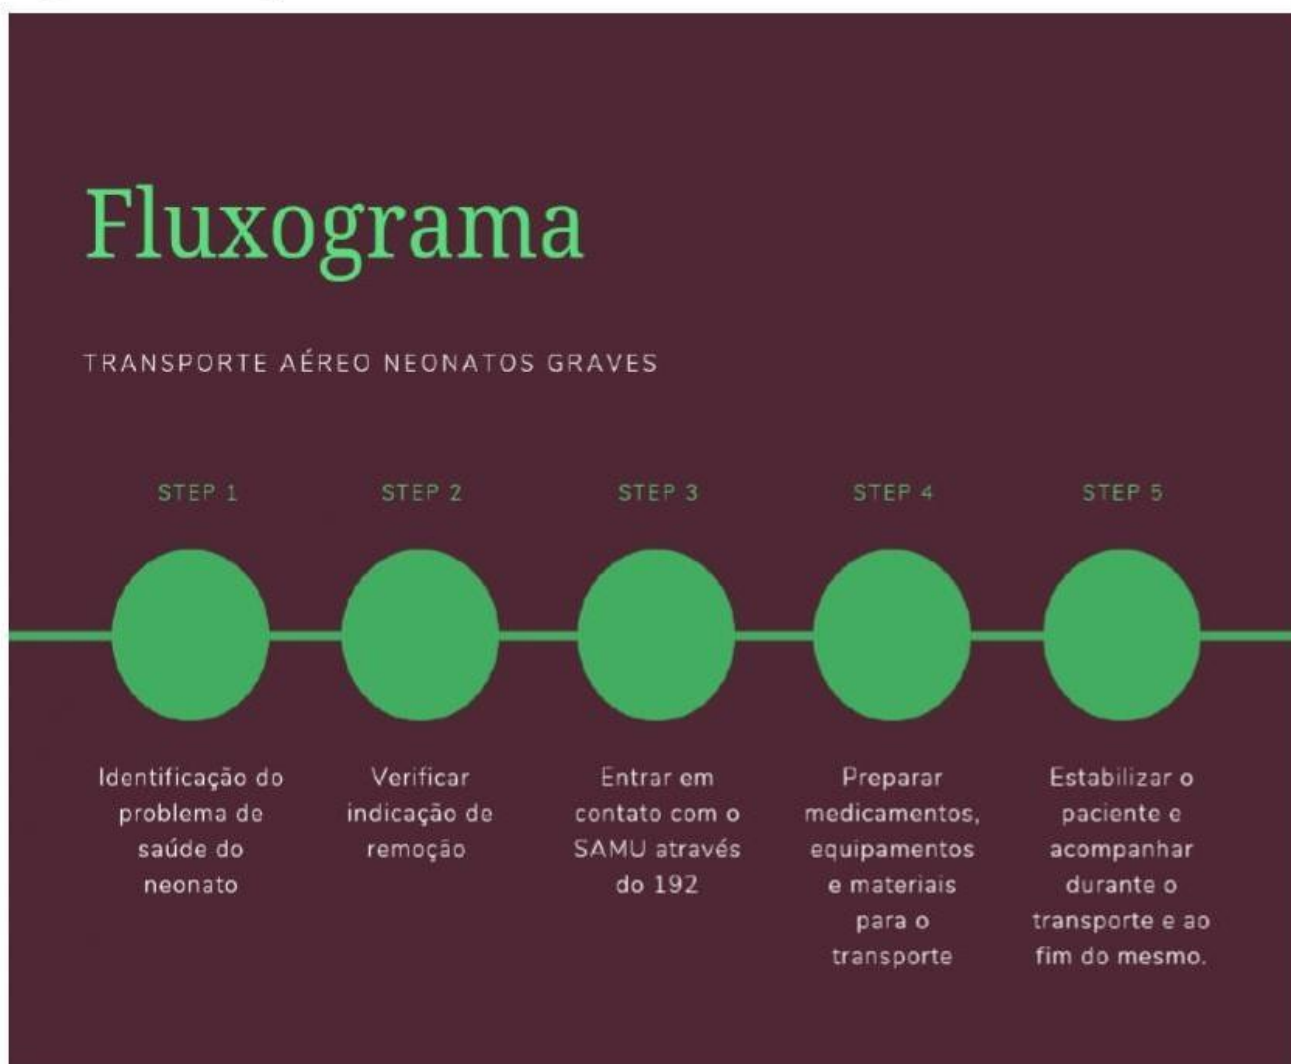 Fluxograma
TRANSPORTE AÉREO NEONATOS GRAVES
STEP 1
STEP 2
STEP 3
STEP 4
STEP 5
Identificação do
problema de
saúde do
neonato
Verificar
indicação de
remoção
Entrar em
contato com o
SAMU através
do 192
Preparar
medicamentos,
equipamentos
e materiais
para o
transporte
Estabilizar o
paciente e
acompanhar
durante o
transporte e ao
fim do mesmo.